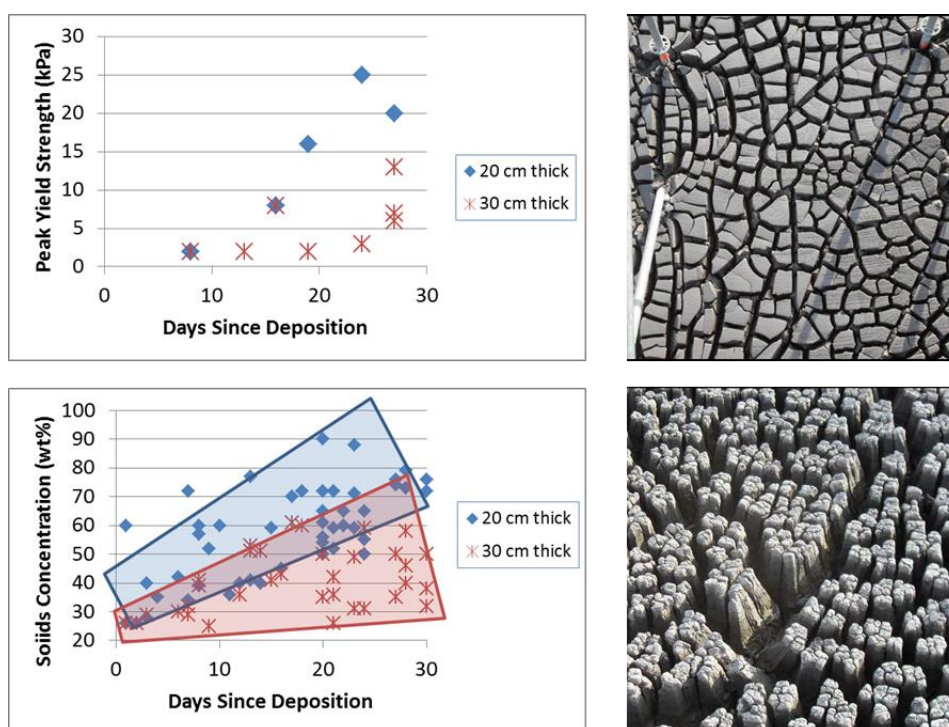 30
25
20
15
10
5
0
Peak Yield Strength (kPa)
0 10 20 30
Days Since Deposition
20 cm thick
30 cm thick
100
90
80
70
60
50
40
30
20
Solids Concentration (wt%)
0 10 20 30
Days Since Deposition
20 cm thick
30 cm thick